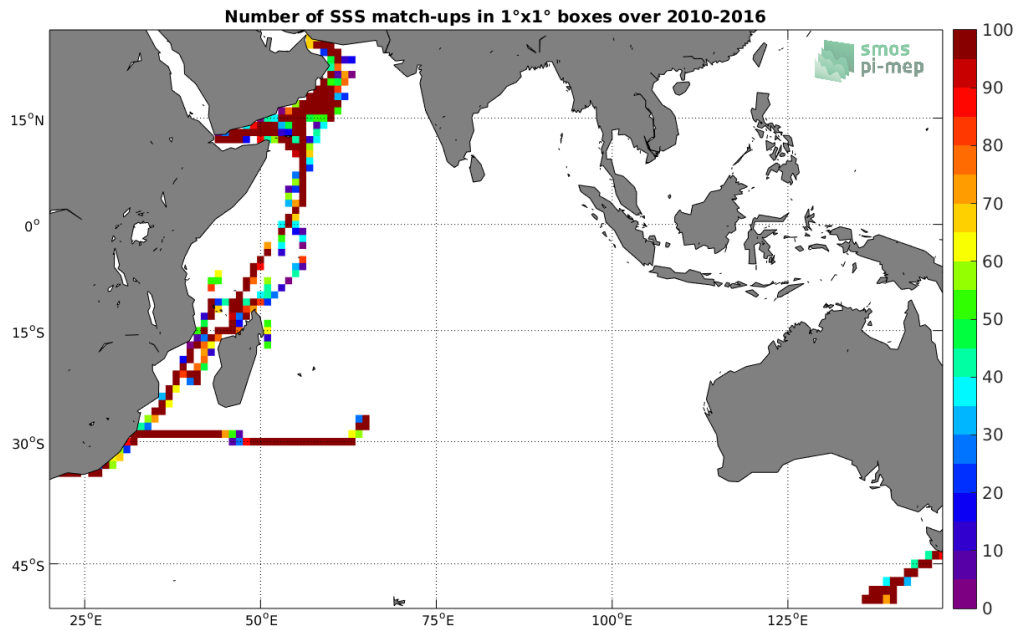 Number of SSS match-ups in 1°x1° boxes over 2010-2016
smos
pi-mep
100
90
80
70
60
50
40
30
20
10
0
15°N
0°
15°S
30°S
45°S
25°E
50°E
75°E
100°E
125°E